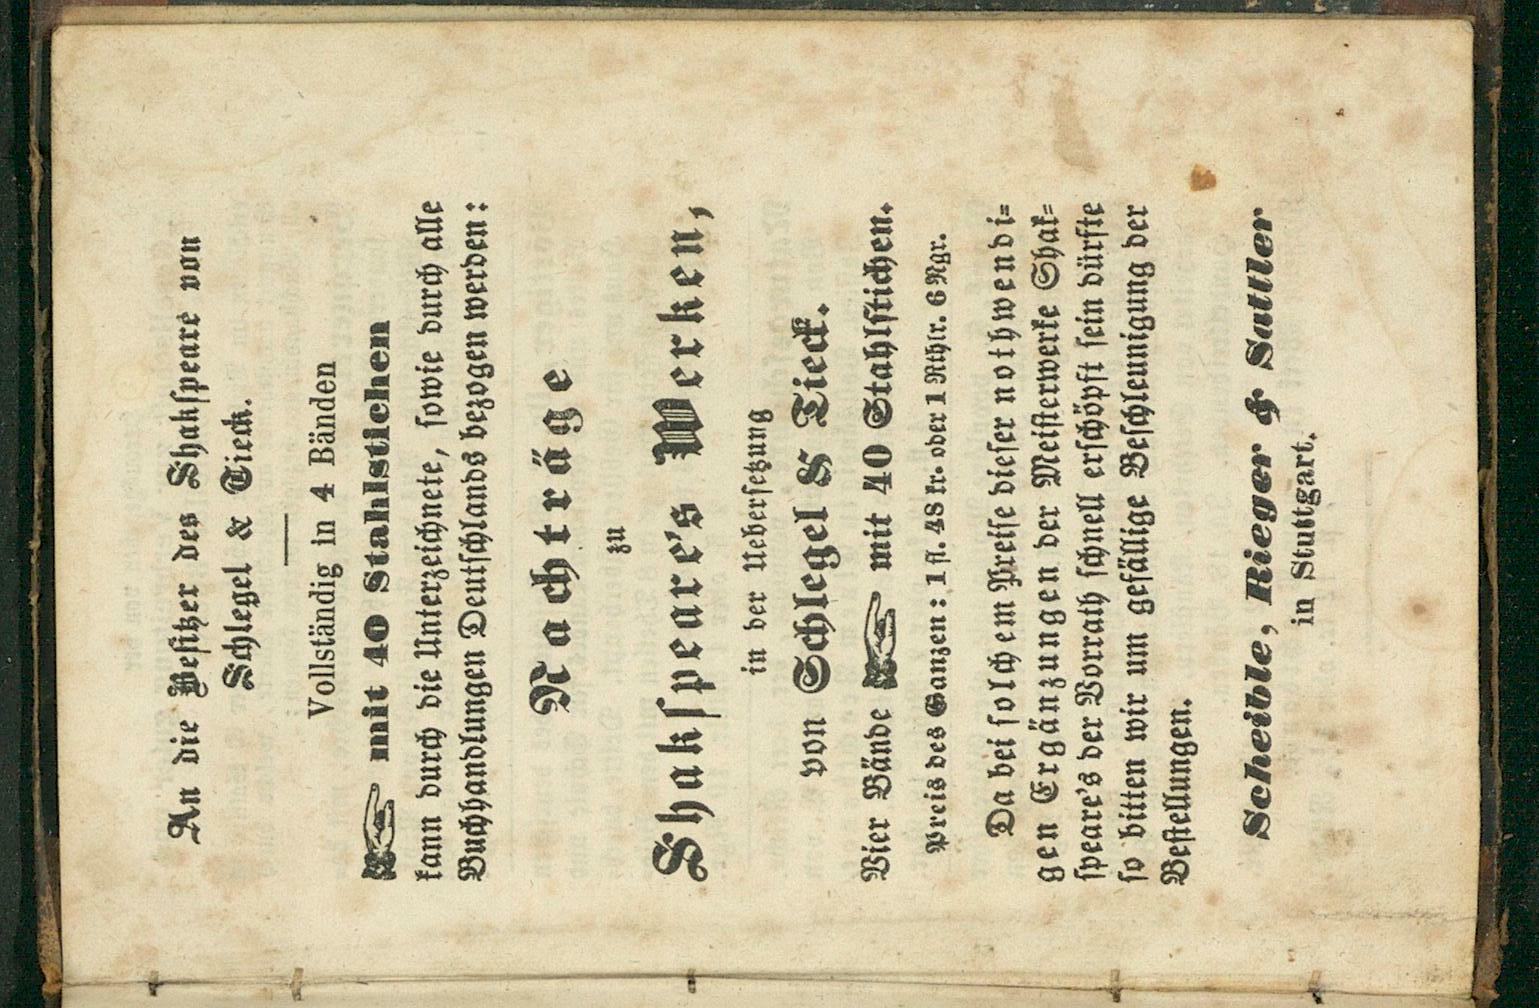 An die Besitzer des Shakspeare von
Schlegel & Tieck.
Vollständig in 4 Bänden
☞ mit 40 Stahlstichen
kann durch die Unterzeichnete, sowie durch alle
Buchhandlungen Deutschlands bezogen werden:
Nachträge
zu
Shakspeare's Werken,
in der Uebersetzung
von Schlegel & Tieck.
Vier Bände ☞ mit 40 Stahlstichen.
Preis des Ganzen: 1 fl. 48 kr. oder 1 Rthlr. 6 Ngr.
Da bei solchem Preise dieser nothwendi-
gen Ergänzungen der Meisterwerke Shak-
speare's der Vorrath schnell erschöpft sein dürfte
so bitten wir um gefällige Beschleunigung der
Bestellungen.
Scheible, Rieger & Sattler
in Stuttgart.